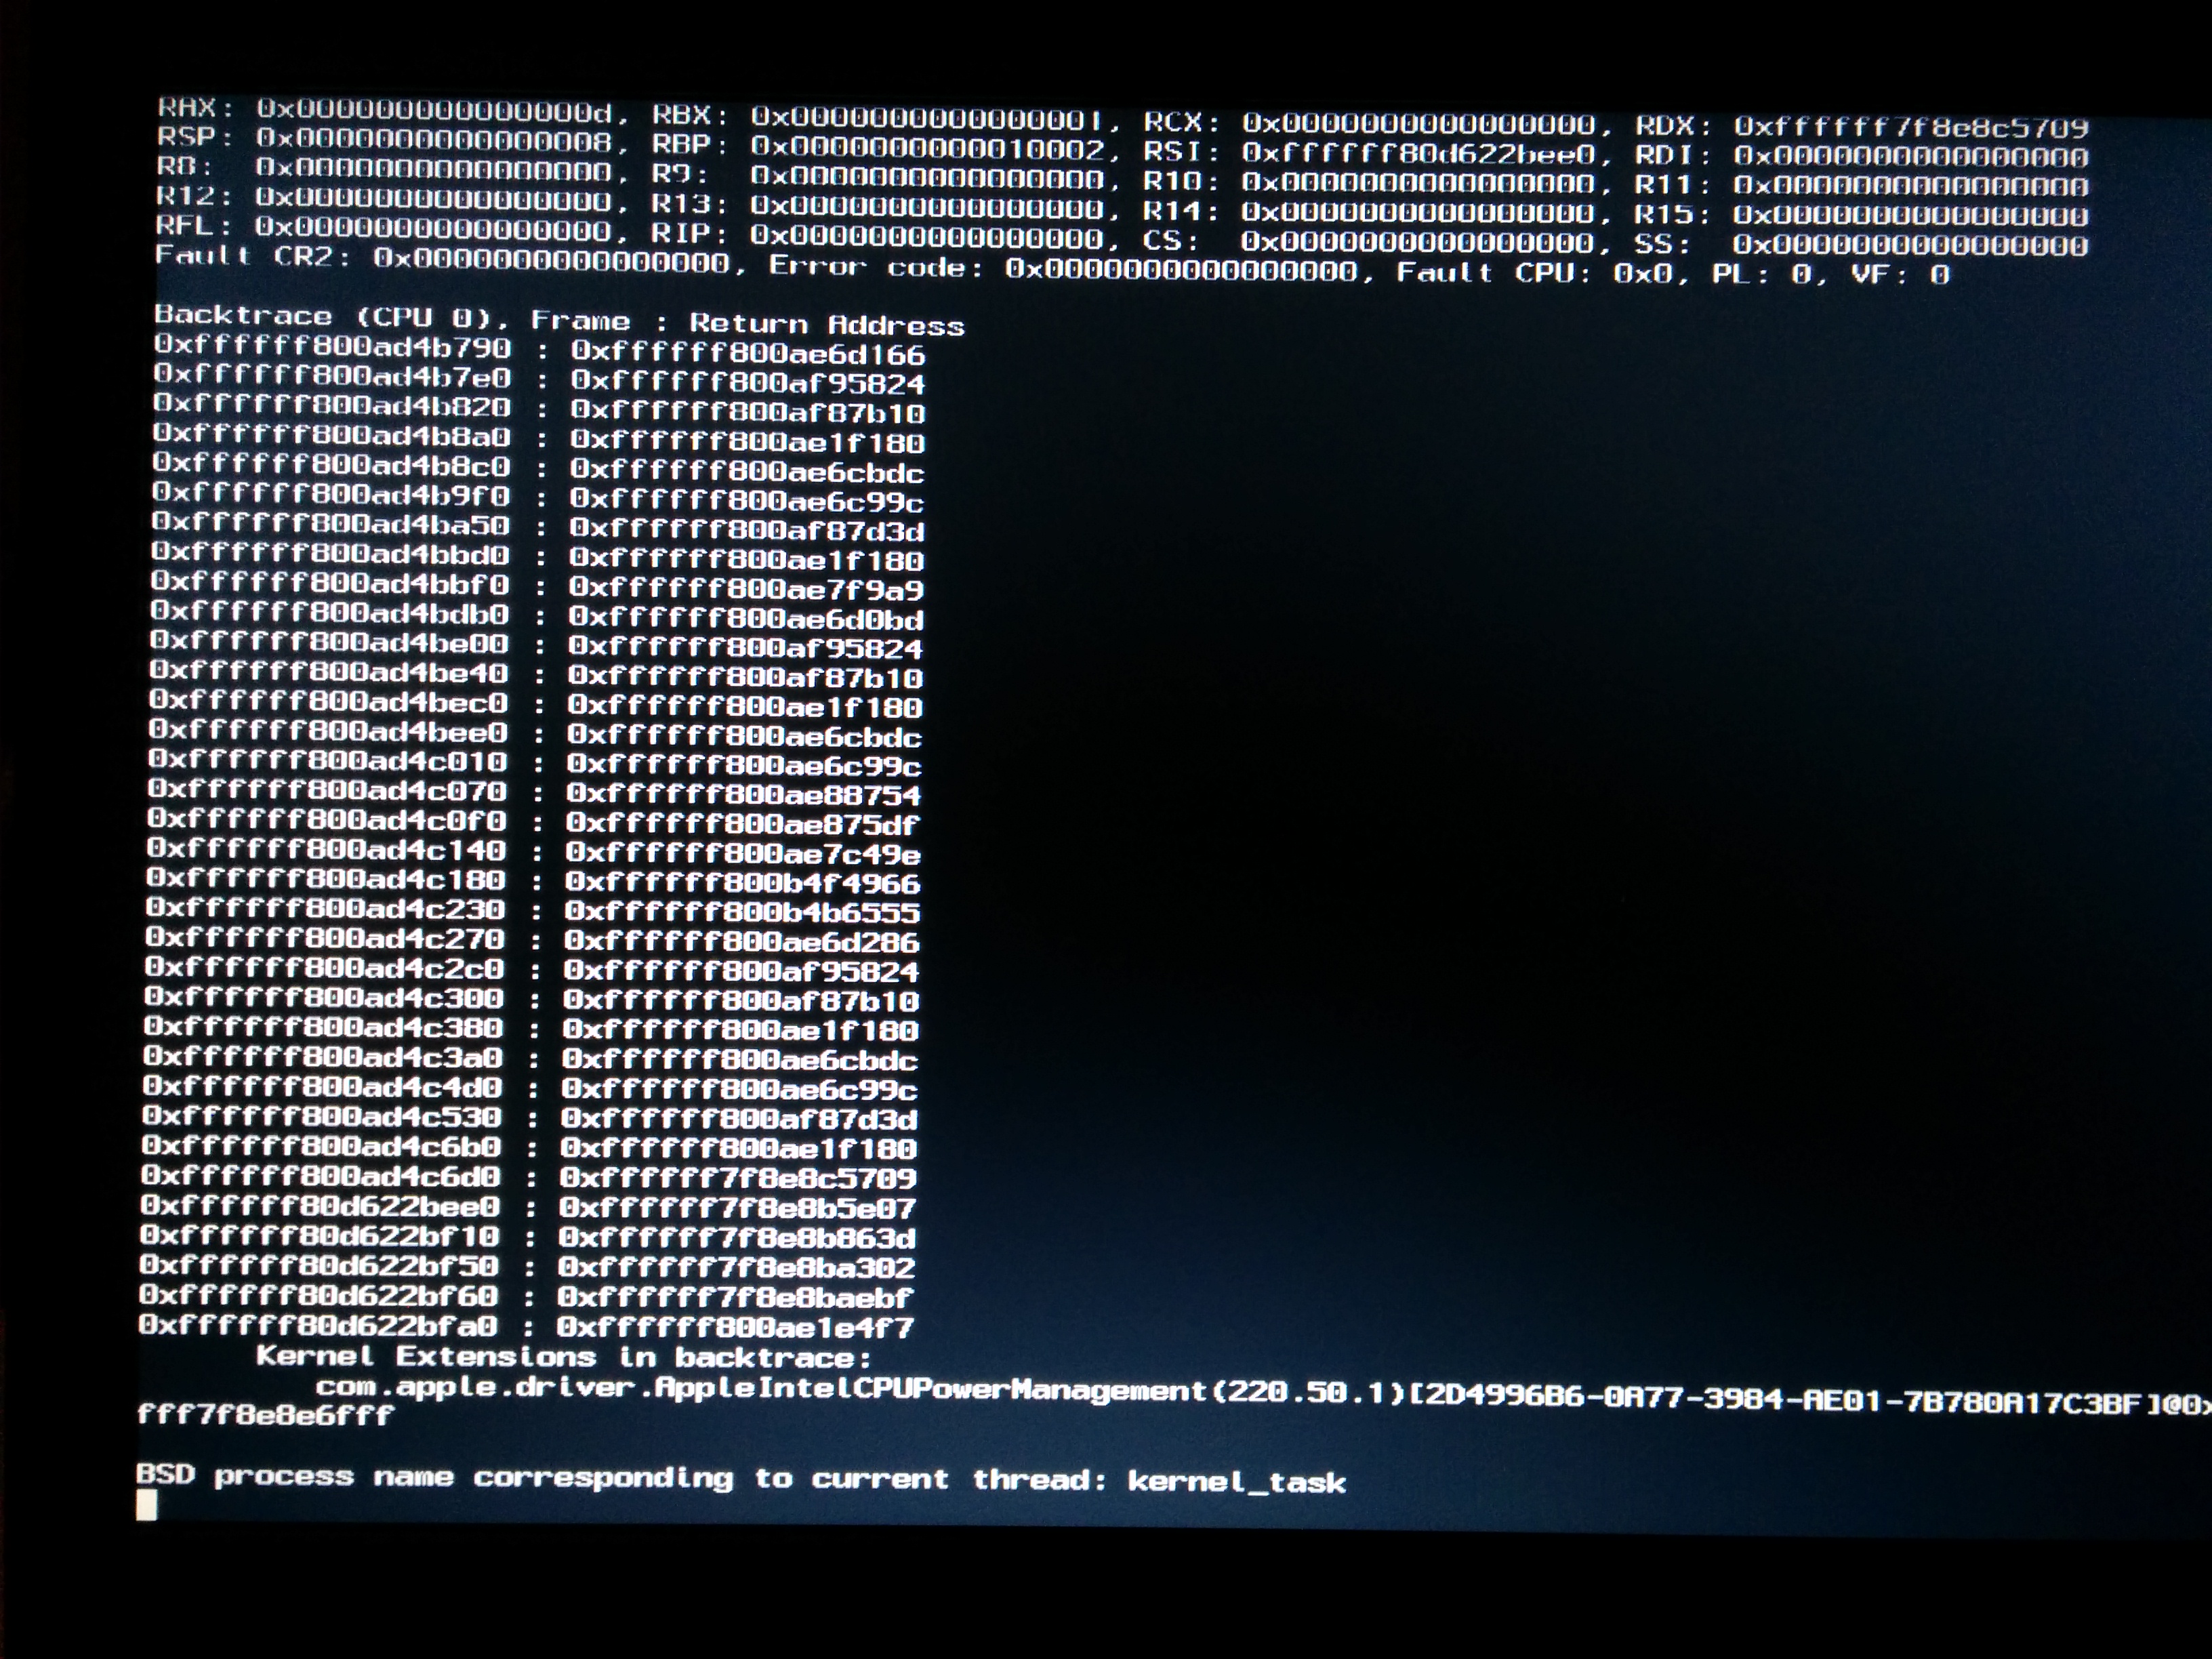 RAX: 0x000000000000000d, RBX: 0x0000000000000001, RCX: 0x0000000000000000, RDX: 0xffffff7f8e8c5709
RSP: 0x0000000000000008, RBP: 0x0000000000010002, RSI: 0xffffff80d622bee0, RDI: 0x0000000000000000
R8: 0x0000000000000000, R9: 0x0000000000000000, R10: 0x0000000000000000, R11: 0x0000000000000000
R12: 0x0000000000000000, R13: 0x0000000000000000, R14: 0x0000000000000000, R15: 0x0000000000000000
RFL: 0x0000000000000000, RIP: 0x0000000000000000, CS: 0x0000000000000000, SS: 0x0000000000000000
Fault CR2: 0x0000000000000000, Error code: 0x0000000000000000, Fault CPU: 0x0, PL: 0, VF: 0
Backtrace (CPU 0), Frame : Return Address
0xffffff800ad4b790 : 0xffffff800ae6d166
0xffffff800ad4b7e0 : 0xffffff800af95824
0xffffff800ad4b820 : 0xffffff800af87b10
0xffffff800ad4b8a0 : 0xffffff800ae1f180
0xffffff800ad4b8c0 : 0xffffff800ae6cbdc
0xffffff800ad4b9f0 : 0xffffff800ae6c99c
0xffffff800ad4ba50 : 0xffffff800af87d3d
0xffffff800ad4bbd0 : 0xffffff800ae1f180
0xffffff800ad4bbf0 : 0xffffff800ae7f9a9
0xffffff800ad4bdb0 : 0xffffff800ae6d0bd
0xffffff800ad4be00 : 0xffffff800af95824
0xffffff800ad4be40 : 0xffffff800af87b10
0xffffff800ad4bec0 : 0xffffff800ae1f180
0xffffff800ad4bee0 : 0xffffff800ae6cbdc
0xffffff800ad4c010 : 0xffffff800ae6c99c
0xffffff800ad4c070 : 0xffffff800ae88754
0xffffff800ad4c0f0 : 0xffffff800ae875df
0xffffff800ad4c140 : 0xffffff800ae7c49e
0xffffff800ad4c180 : 0xffffff800b4f4966
0xffffff800ad4c230 : 0xffffff800b4b6555
0xffffff800ad4c270 : 0xffffff800ae6d286
0xffffff800ad4c2c0 : 0xffffff800af95824
0xffffff800ad4c300 : 0xffffff800af87b10
0xffffff800ad4c380 : 0xffffff800ae1f180
0xffffff800ad4c3a0 : 0xffffff800ae6cbdc
0xffffff800ad4c4d0 : 0xffffff800ae6c99c
0xffffff800ad4c530 : 0xffffff800af87d3d
0xffffff800ad4c6b0 : 0xffffff800ae1f180
0xffffff800ad4c6d0 : 0xffffff7f8e8c5709
0xffffff80d622bee0 : 0xffffff7f8e8b5e07
0xffffff80d622bf10 : 0xffffff7f8e8b863d
0xffffff80d622bf50 : 0xffffff7f8e8ba302
0xffffff80d622bf60 : 0xffffff7f8e8baebf
0xffffff80d622bfa0 : 0xffffff800ae1e4f7
Kernel Extensions in backtrace:
com.apple.driver.AppleIntelCPUPowerManagement(220.50.1)[2D4996B6-0A77-3984-AE01-7B780A17C3BF]@0x
fff7f8e8e6fff
BSD process name corresponding to current thread: kernel_task